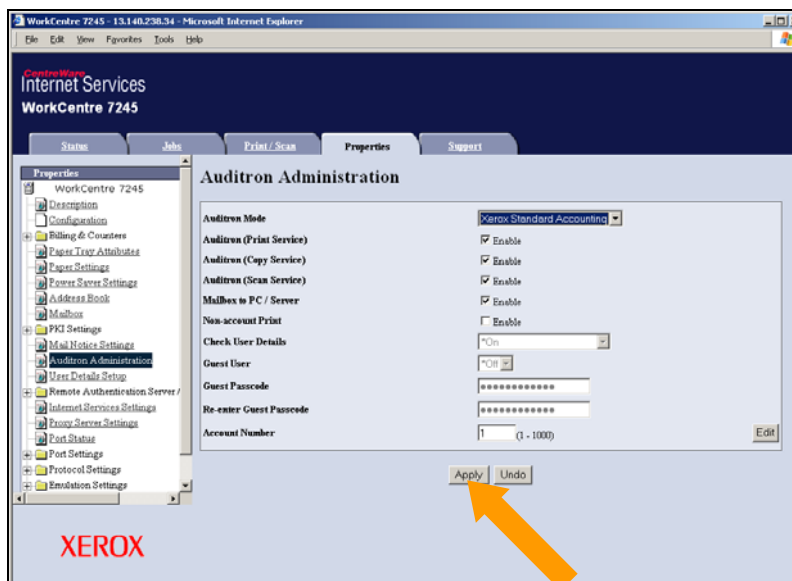 WorkCentre 7245 - 13.140.238.34 - Microsoft Internet Explorer
File Edit View Favorites Tools Help
CentreWare
Internet Services
WorkCentre 7245
Status Jobs Print / Scan Properties Support
Properties
WorkCentre 7245
Description
Configuration
Billing & Counters
Paper Tray Attributes
Paper Settings
Power Saver Settings
Address Book
Mailbox
PKI Settings
Mail Notice Settings
Auditron Administration
User Details Setup
Remote Authentication Server /
Internet Services Settings
Proxy Server Settings
Port Status
Port Settings
Protocol Settings
Emulation Settings
XEROX
Auditron Administration
Auditron Mode Xerox Standard Accounting
Auditron (Print Service) Enable
Auditron (Copy Service) Enable
Auditron (Scan Service) Enable
Mailbox to PC / Server Enable
Non-account Print Enable
Check User Details *On
Guest User *Off
Guest Passcode
Re-enter Guest Passcode
Account Number 1 (1 - 1000) Edit
Apply Undo